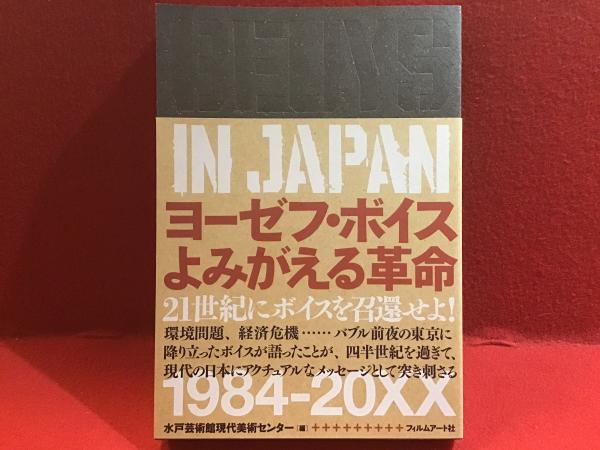 BEUYS
IN JAPAN
ヨーゼフ・ボイス
よみがえる革命
21世紀にボイスを召還せよ!
環境問題、経済危機……バブル前夜の東京に
降り立ったボイスが語ったことが、四半世紀を過ぎて、
現代の日本にアクチュアルなメッセージとして突き刺さる
1984-20XX
水戸芸術館現代美術センター[編] +++++++++ フィルムアート社